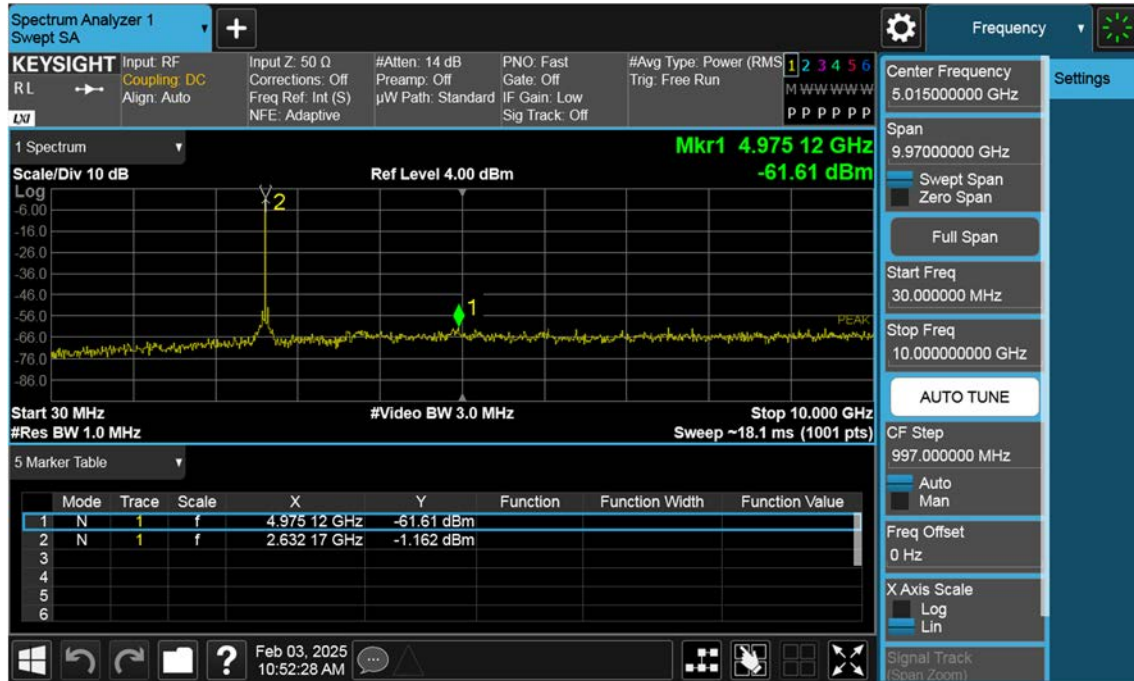 Spectrum Analyzer 1
Swept SA
Frequency
KEYSIGHT
RL
LXI
Input: RF
Coupling: DC
Align: Auto
Input Z: 50 Ω
Corrections: Off
Freq Ref: Int (S)
NFE: Adaptive
#Atten: 14 dB
Preamp: Off
µW Path: Standard
PNO: Fast
Gate: Off
IF Gain: Low
Sig Track: Off
#Avg Type: Power (RMS
Trig: Free Run
1 2 3 4 5 6
M W W W W W
P P P P P P
1 Spectrum
Mkr1 4.975 12 GHz
-61.61 dBm
Scale/Div 10 dB
Ref Level 4.00 dBm
Log
-6.00
-16.0
-26.0
-36.0
-46.0
-56.0
-66.0
-76.0
-86.0
2
1
PEAK
Start 30 MHz
#Video BW 3.0 MHz
Stop 10.000 GHz
#Res BW 1.0 MHz
Sweep ~18.1 ms (1001 pts)
5 Marker Table
Mode Trace Scale X Y Function Function Width Function Value
1 N 1 f 4.975 12 GHz -61.61 dBm
2 N 1 f 2.632 17 GHz -1.162 dBm
3
4
5
6
?
Feb 03, 2025
10:52:28 AM
Center Frequency
5.015000000 GHz
Settings
Span
9.97000000 GHz
Swept Span
Zero Span
Full Span
Start Freq
30.000000 MHz
Stop Freq
10.000000000 GHz
AUTO TUNE
CF Step
997.000000 MHz
Auto
Man
Freq Offset
0 Hz
X Axis Scale
Log
Lin
Signal Track
(Span Zoom)